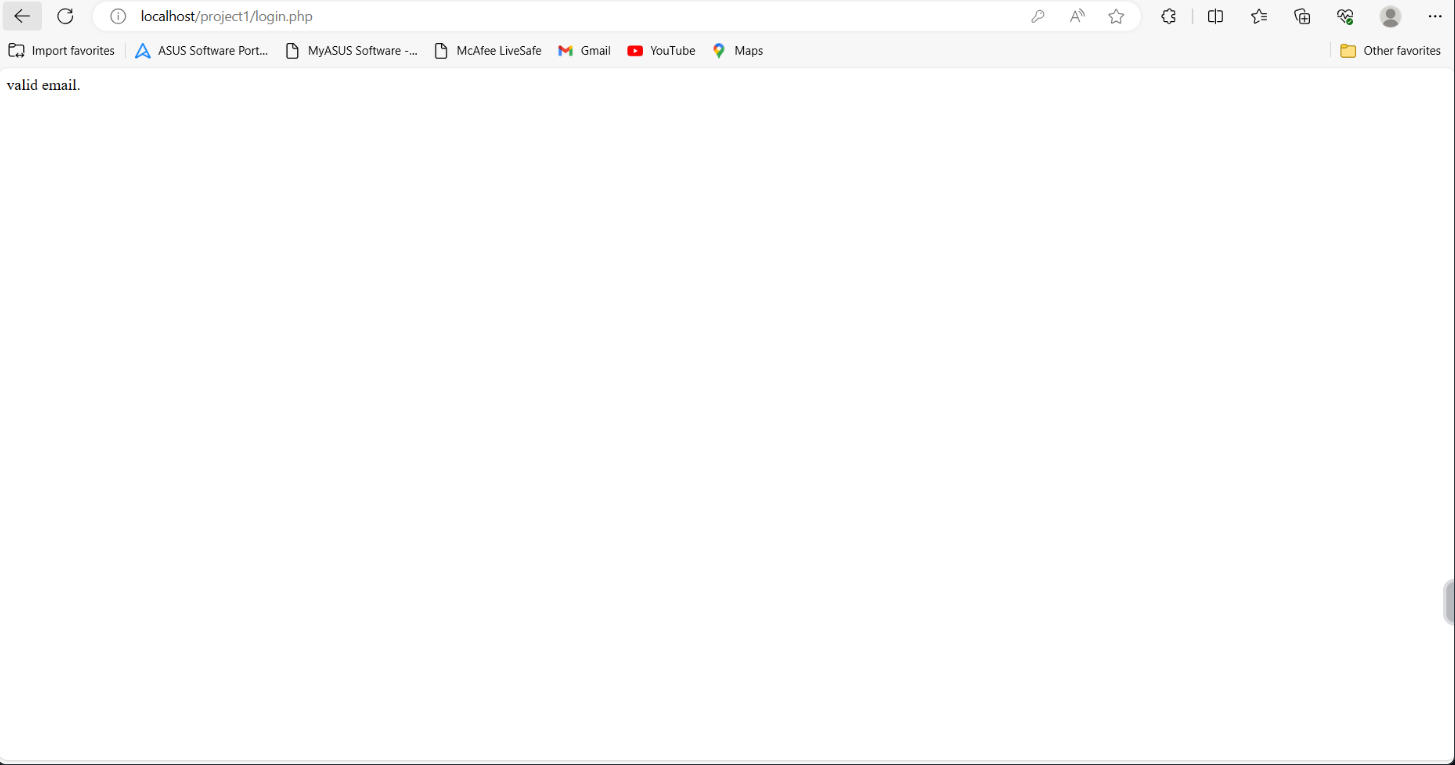 localhost/project1/login.php
Import favorites ASUS Software Port... MyASUS Software -... McAfee LiveSafe Gmail YouTube Maps Other favorites
valid email.